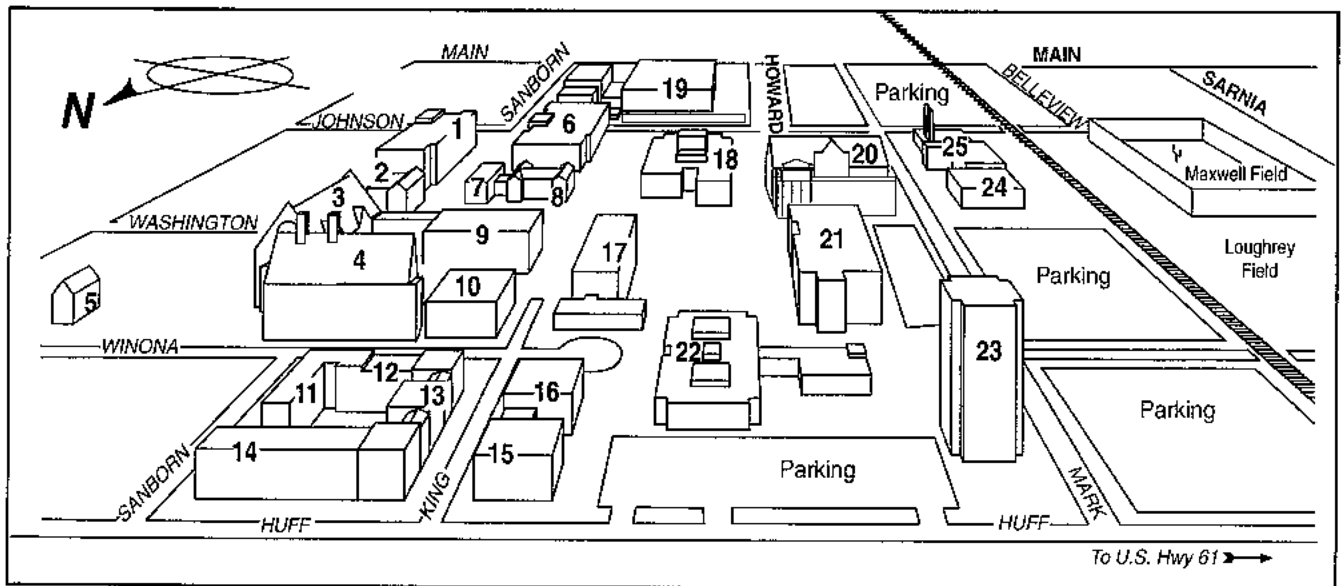 MAIN
SANBORN
HOWARD
MAIN
BELLEVIEW
SARNIA
Parking
N
JOHNSON
19
1
6
18
20
25
24
Maxwell Field
2
7
8
3
WASHINGTON
9
17
21
4
10
5
Loughrey
Field
Parking
WINONA
22
23
11
12
13
16
Parking
14
15
Parking
SANBORN
KING
MARK
HUFF
HUFF
To U.S. Hwy 61